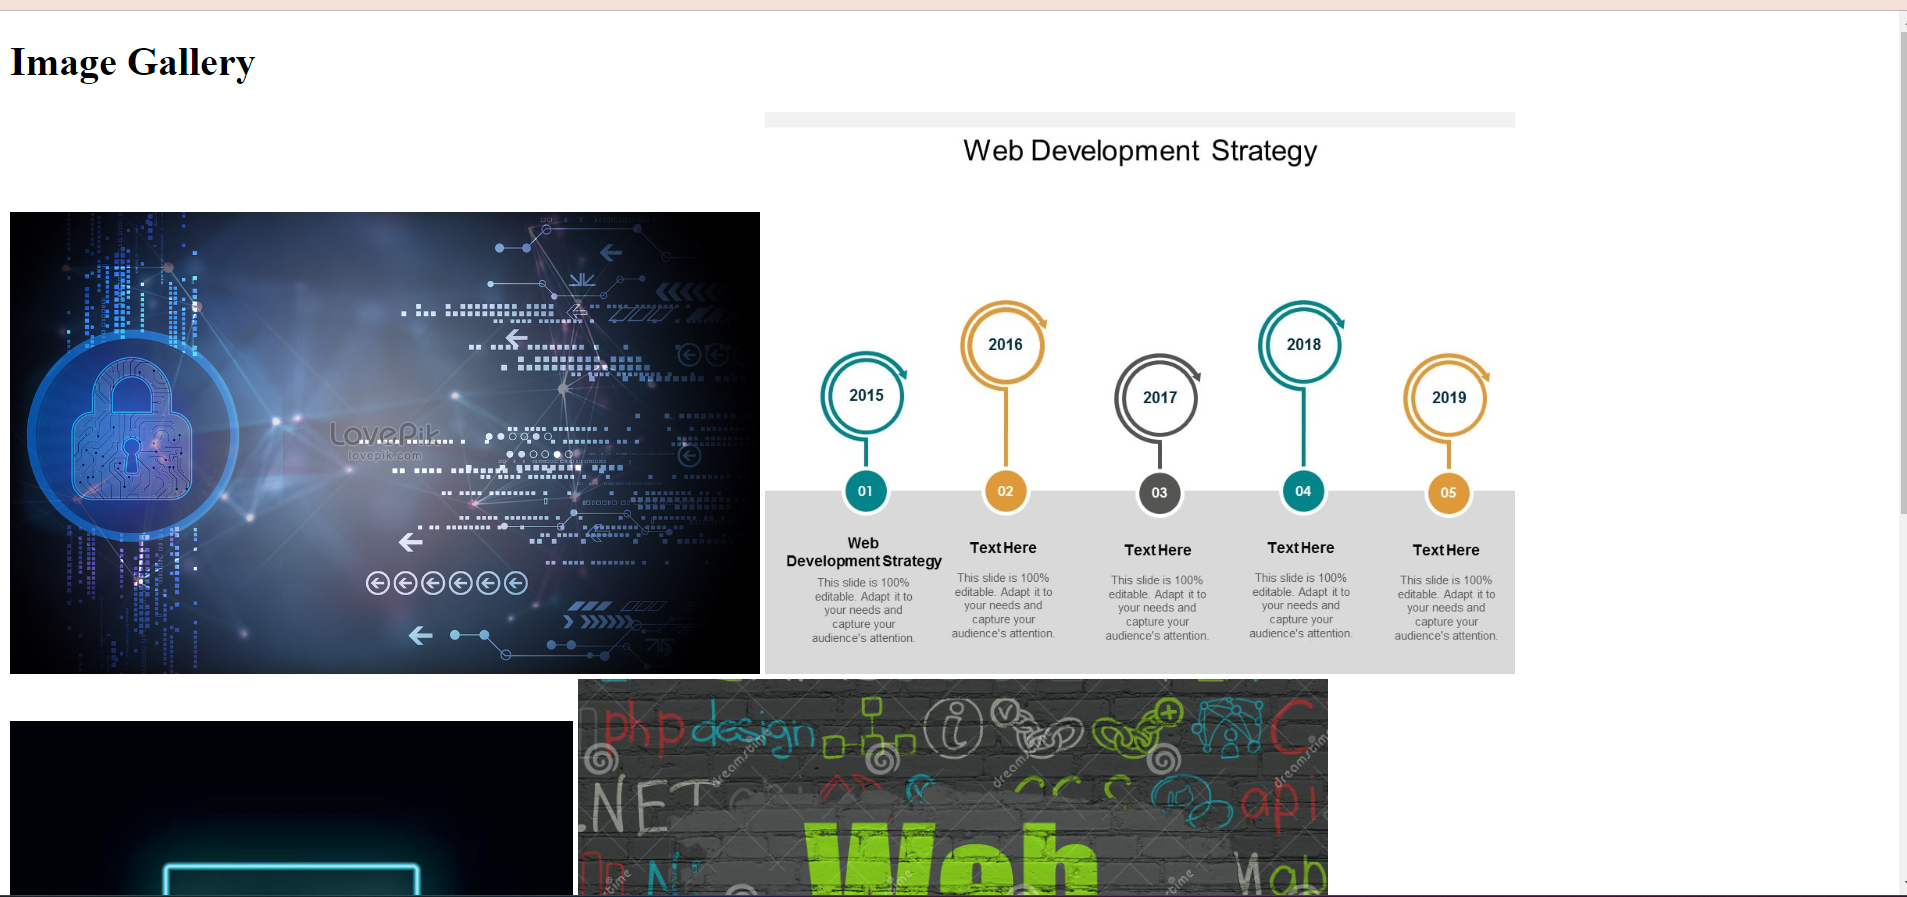 Image Gallery
Web Development Strategy
2015
2016
2017
2018
2019
01
02
03
04
05
Web
Development Strategy
This slide is 100%
editable. Adapt it to
your needs and
capture your
audience's attention.
Text Here
This slide is 100%
editable. Adapt it to
your needs and
capture your
audience's attention.
Text Here
This slide is 100%
editable. Adapt it to
your needs and
capture your
audience's attention.
Text Here
This slide is 100%
editable. Adapt it to
your needs and
capture your
audience's attention.
Text Here
This slide is 100%
editable. Adapt it to
your needs and
capture your
audience's attention.
LovePik
lovepik.com
php design
dreamstime
dreamstime
.NET
api
Web